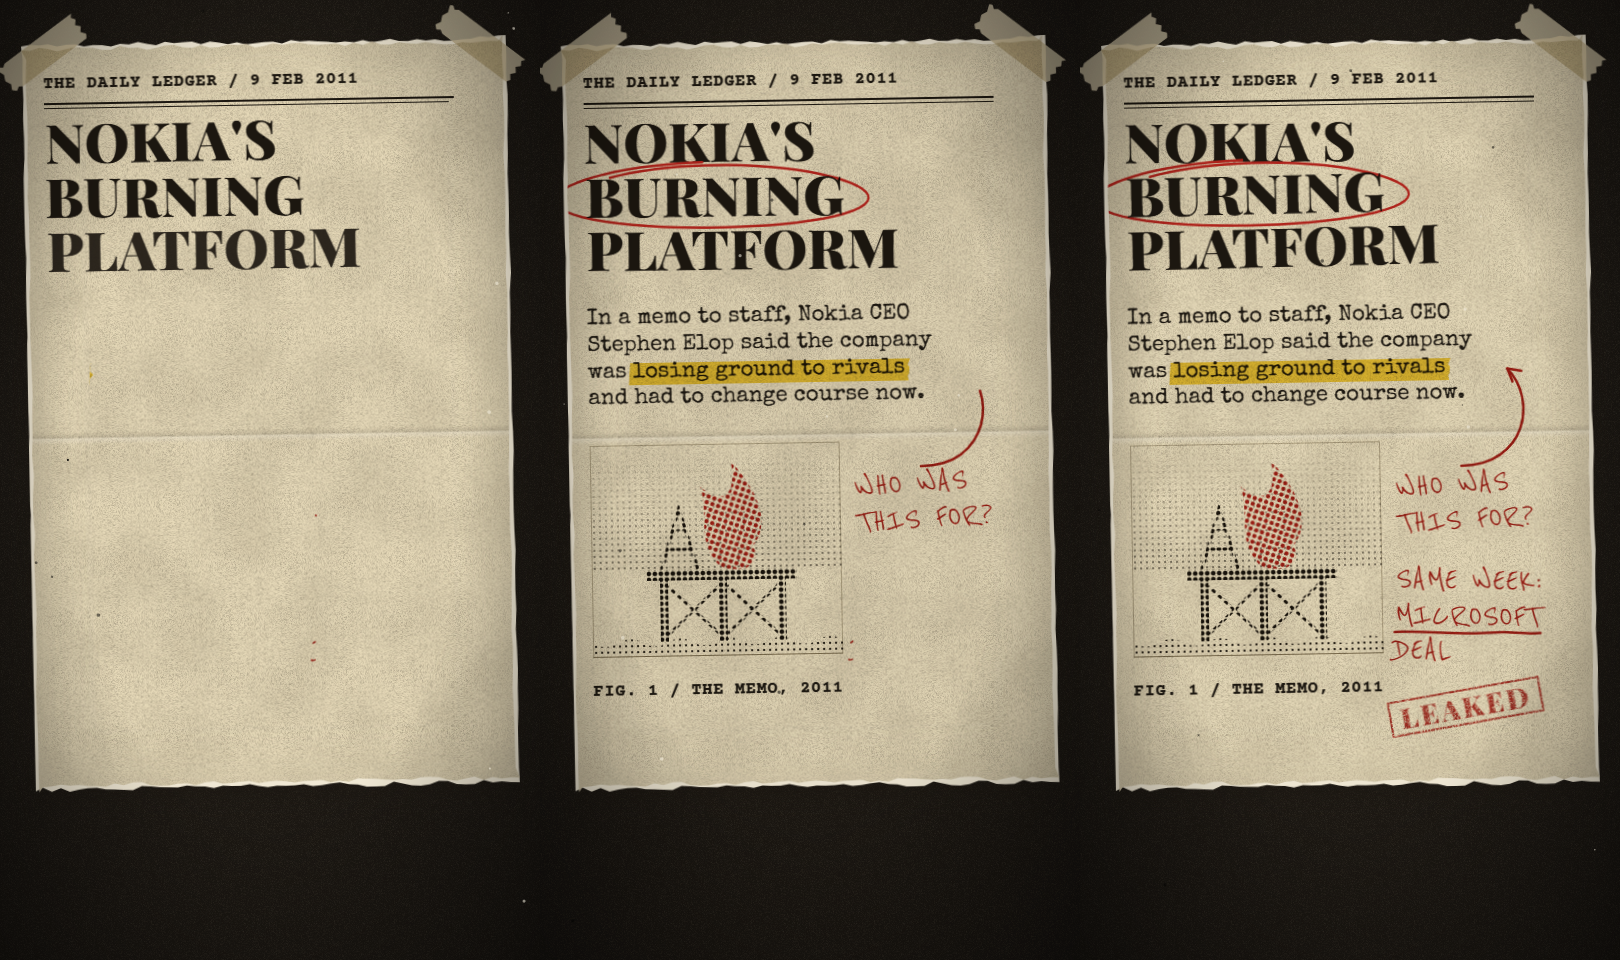 THE DAILY LEDGER / 9 FEB 2011
NOKIA'S
BURNING
PLATFORM
THE DAILY LEDGER / 9 FEB 2011
NOKIA'S
BURNING
PLATFORM
In a memo to staff, Nokia CEO
Stephen Elop said the company
was losing ground to rivals
and had to change course now.
WHO WAS
THIS FOR?
FIG. 1 / THE MEMO, 2011
THE DAILY LEDGER / 9 FEB 2011
NOKIA'S
BURNING
PLATFORM
In a memo to staff, Nokia CEO
Stephen Elop said the company
was losing ground to rivals
and had to change course now.
WHO WAS
THIS FOR?
SAME WEEK:
MICROSOFT
DEAL
FIG. 1 / THE MEMO, 2011
LEAKED